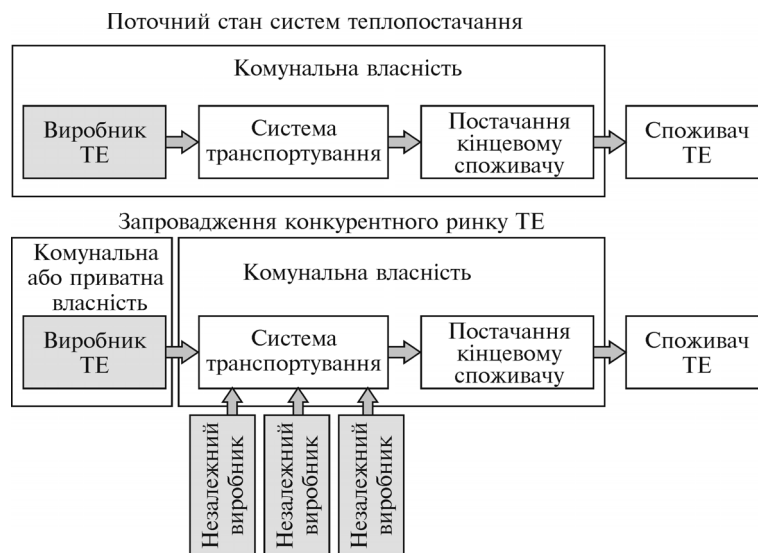 Поточний стан систем теплопостачання
Комунальна власність
Виробник
ТЕ
Система
транспортування
Постачання
кінцевому
споживачу
Споживач
ТЕ
Запровадження конкурентного ринку ТЕ
Комунальна
або приватна
власність
Комунальна власність
Виробник
ТЕ
Система
транспортування
Постачання
кінцевому
споживачу
Споживач
ТЕ
Незалежний
виробник
Незалежний
виробник
Незалежний
виробник